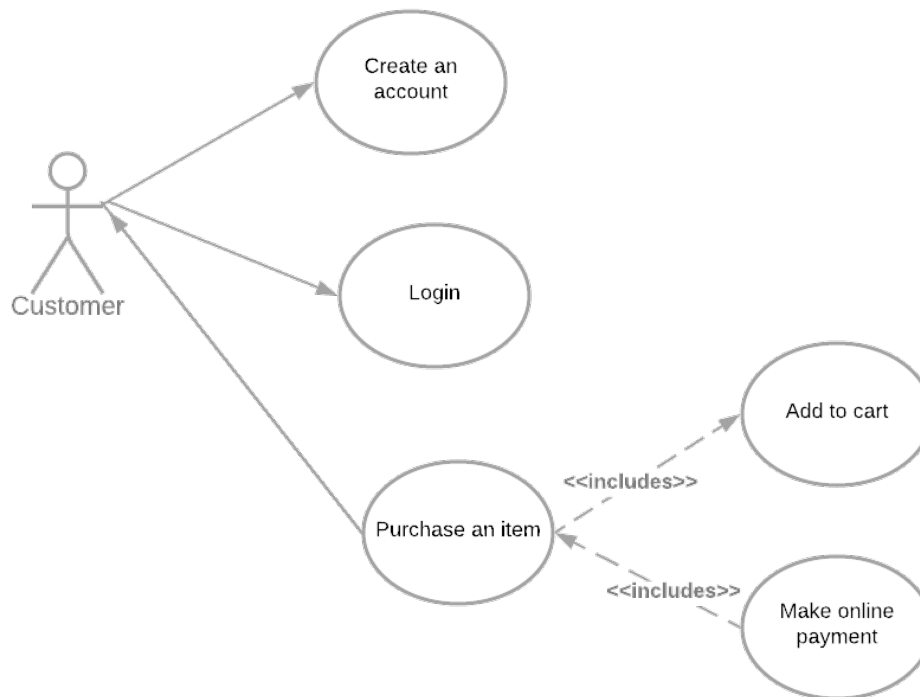 Create an
account
Customer
Login
Add to cart
<<includes>>
Purchase an item
<<includes>>
Make online
payment